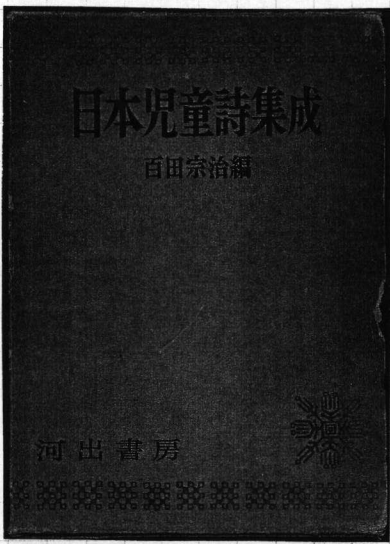 日本児童詩集成
百田宗治編
河出書房